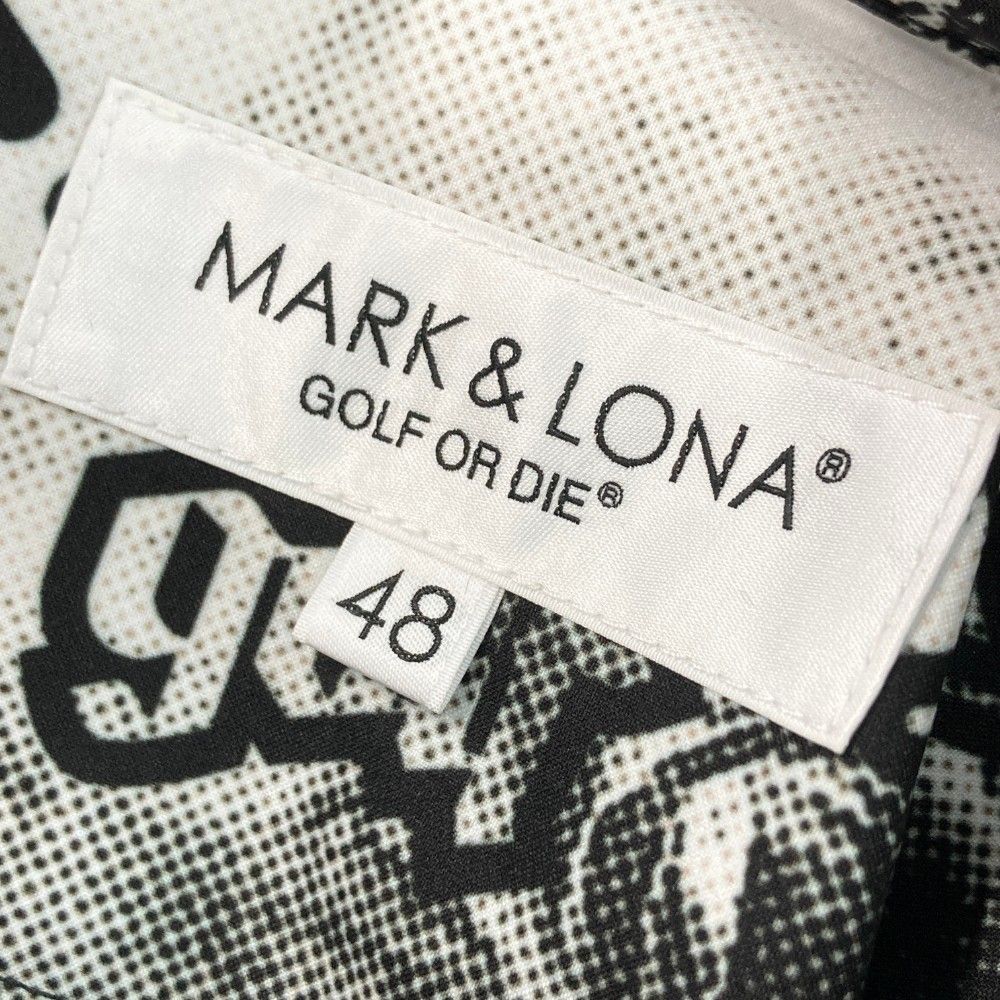 MARK & LONA®
GOLF OR DIE®
48